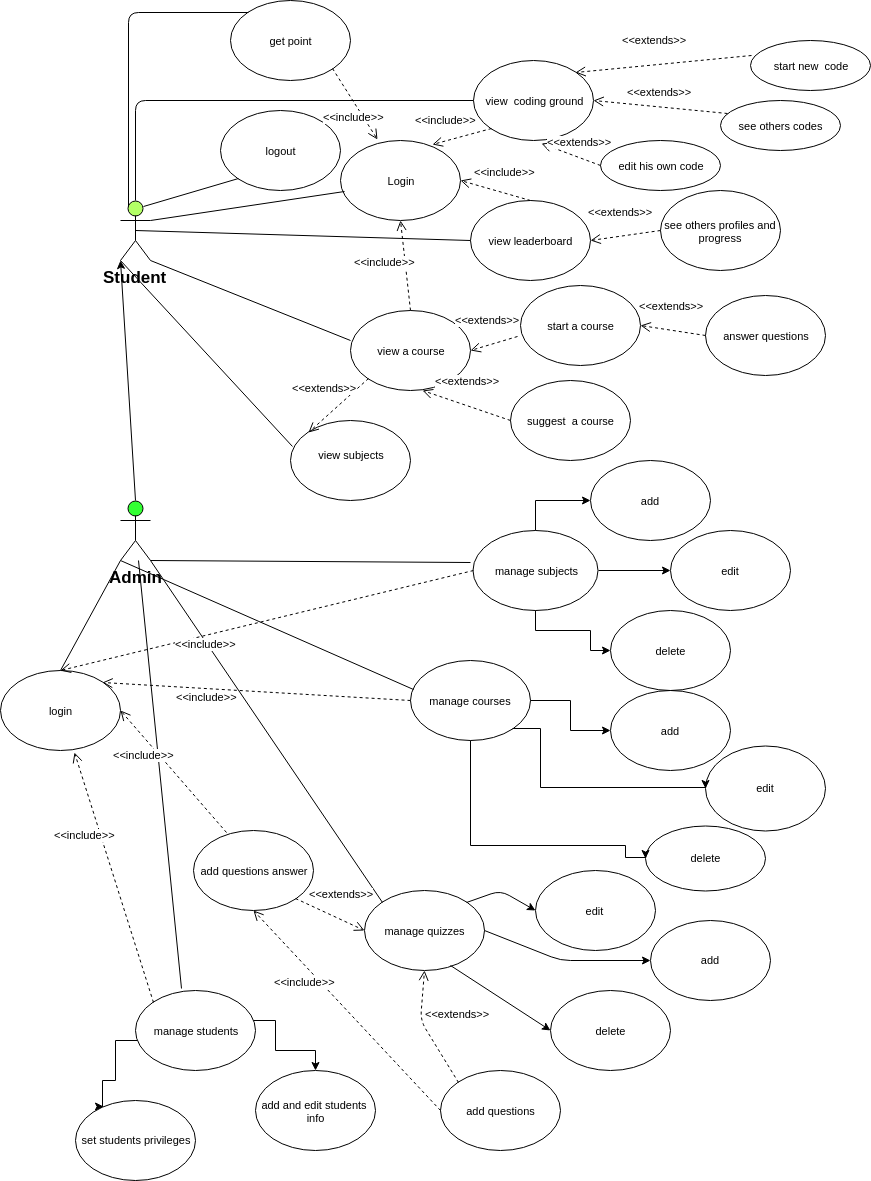 get point
<<extends>>
start new  code
<<extends>>
view  coding ground
<<include>>
<<include>>
see others codes
<<extends>>
logout
edit his own code
<<include>>
Login
<<extends>>
see others profiles and
progress
view leaderboard
<<include>>
Student
<<extends>>
<<extends>>
start a course
answer questions
view a course
<<extends>>
<<extends>>
suggest  a course
view subjects
add
manage subjects
edit
Admin
<<include>>
delete
<<include>>
manage courses
login
add
<<include>>
edit
<<include>>
delete
add questions answer
<<extends>>
edit
manage quizzes
add
<<include>>
<<extends>>
manage students
delete
add and edit students
info
add questions
set students privileges